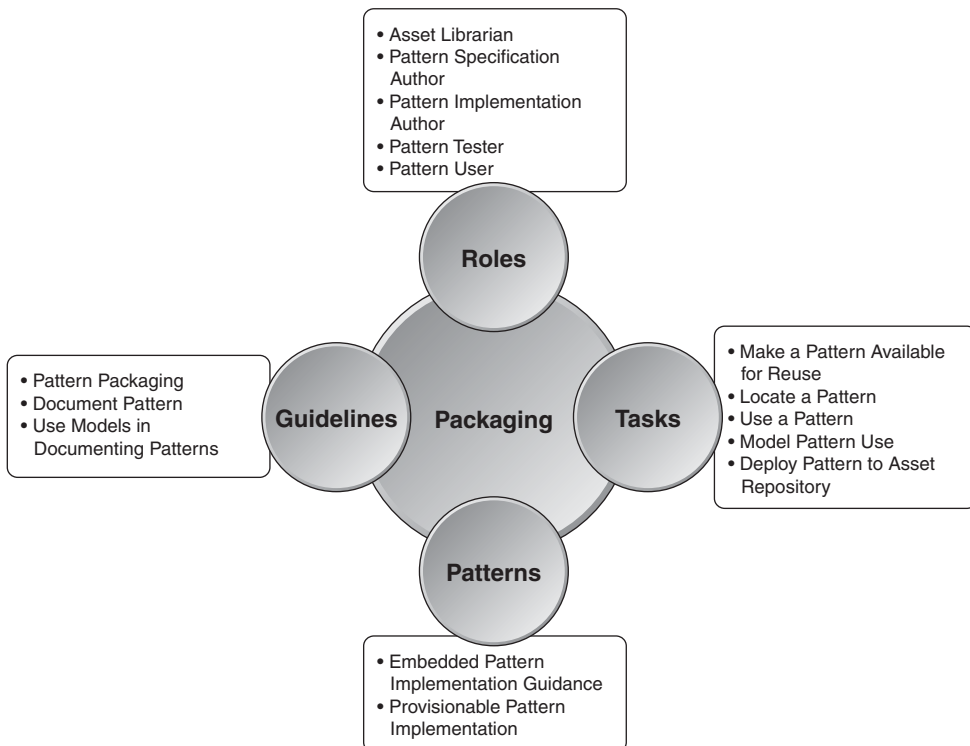 • Asset Librarian
• Pattern Specification
Author
• Pattern Implementation
Author
• Pattern Tester
• Pattern User
Roles
• Pattern Packaging
• Document Pattern
• Use Models in
Documenting Patterns
Guidelines
Packaging
Tasks
• Make a Pattern Available
for Reuse
• Locate a Pattern
• Use a Pattern
• Model Pattern Use
• Deploy Pattern to Asset
Repository
Patterns
• Embedded Pattern
Implementation Guidance
• Provisionable Pattern
Implementation